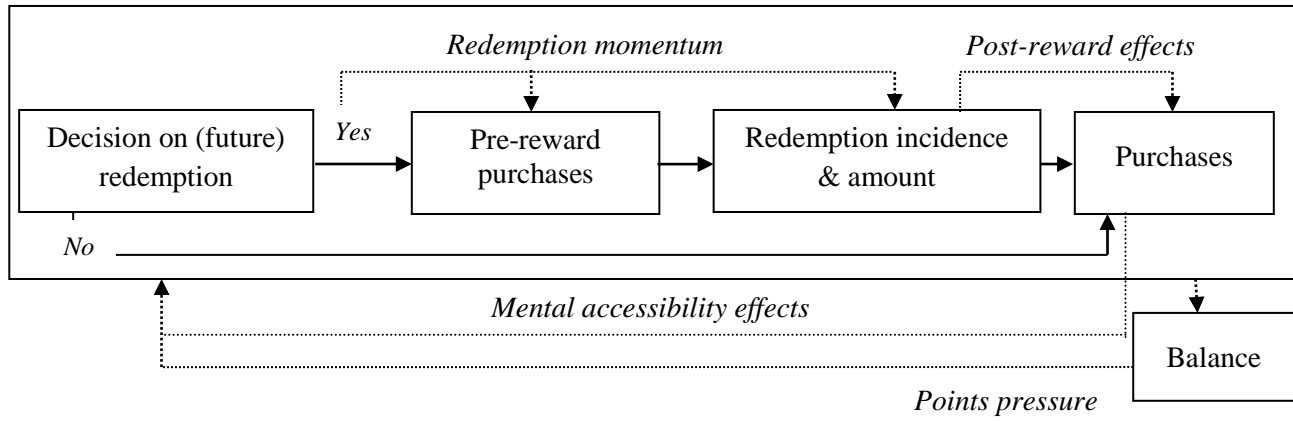 Redemption momentum
Post-reward effects
Decision on (future)
redemption
Yes
Pre-reward
purchases
Redemption incidence
& amount
Purchases
No
Mental accessibility effects
Balance
Points pressure